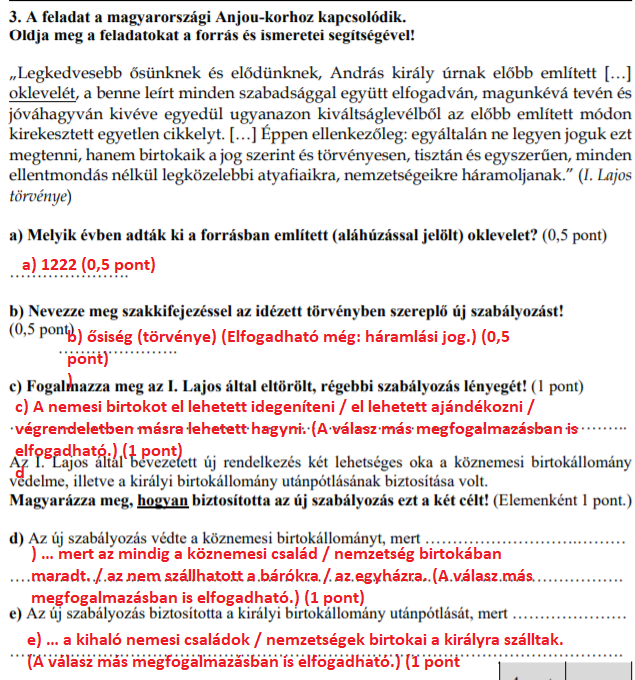 3. A feladat a magyarországi Anjou-korhoz kapcsolódik.
Oldja meg a feladatokat a forrás és ismeretei segítségével!
„Legkedvesebb ősünknek és elődünknek, András király úrnak előbb említett […]
oklevelét, a benne leírt minden szabadsággal együtt elfogadván, magunkévá tevén és
jóváhagyván kivéve egyedül ugyanazon kiváltságlevélből az előbb említett módon
kirekesztett egyetlen cikkelyt. […] Éppen ellenkezőleg: egyáltalán ne legyen joguk ezt
megtenni, hanem birtokaik a jog szerint és törvényesen, tisztán és egyszerűen, minden
ellentmondás nélkül legközelebbi atyafiaikra, nemzetségeikre háramoljanak.” (I. Lajos
törvénye)
a) Melyik évben adták ki a forrásban említett (aláhúzással jelölt) oklevelet? (0,5 pont)
a) 1222 (0,5 pont)
………………….
b) Nevezze meg szakkifejezéssel az idézett törvényben szereplő új szabályozást!
(0,5 pont)
b) ősiség (törvénye) (Elfogadható még: háramlási jog.) (0,5
………………….
pont)
)
c) Fogalmazza meg az I. Lajos által eltörölt, régebbi szabályozás lényegét! (1 pont)
c) A nemesi birtokot el lehetett idegeníteni / el lehetett ajándékozni /
végrendeletben másra lehetett hagyni. (A válasz más megfogalmazásban is
elfogadható.) (1 pont)
Az I. Lajos által bevezetett új rendelkezés két lehetséges oka a köznemesi birtokállomány
d
védelme, illetve a királyi birtokállomány utánpótlásának biztosítása volt.
Magyarázza meg, hogyan biztosította az új szabályozás ezt a két célt! (Elemenként 1 pont.)
d) Az új szabályozás védte a köznemesi birtokállományt, mert ………………………………
) … mert az mindig a köznemesi család / nemzetség birtokában
maradt. / az nem szállhatott a bárókra / az egyházra. (A válasz más
megfogalmazásban is elfogadható.) (1 pont)
e) Az új szabályozás biztosította a királyi birtokállomány utánpótlását, mert …………………
e) … a kihaló nemesi családok / nemzetségek birtokai a királyra szálltak.
(A válasz más megfogalmazásban is elfogadható.) (1 pont